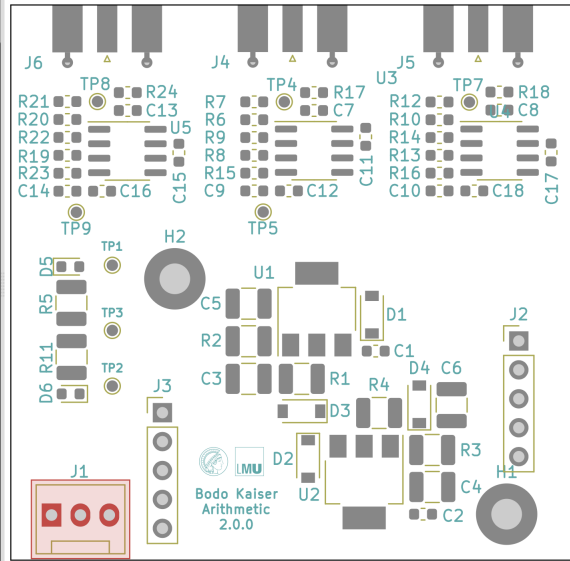 J6 J4 J5
TP8 R24 TP4 R17 U3 TP7 R18
R21 C13 R7 C7 R12 C8
R20 U5 R6 R10 U4
R22 R9 R14
R19 R8 R13
R23 C15 R15 C11 R16 C17
C14 C16 C9 C12 C10 C18
TP9 TP5
H2
TP1
D5 U1
R5 C5 D1
TP3 R2 J2
R11 C1
TP2 C3 R1 D4 C6
D6 J3 R4
D3
R3
D2
LMU
J1 U2 C4 H1
Bodo Kaiser
Arithmetic C2
2.0.0